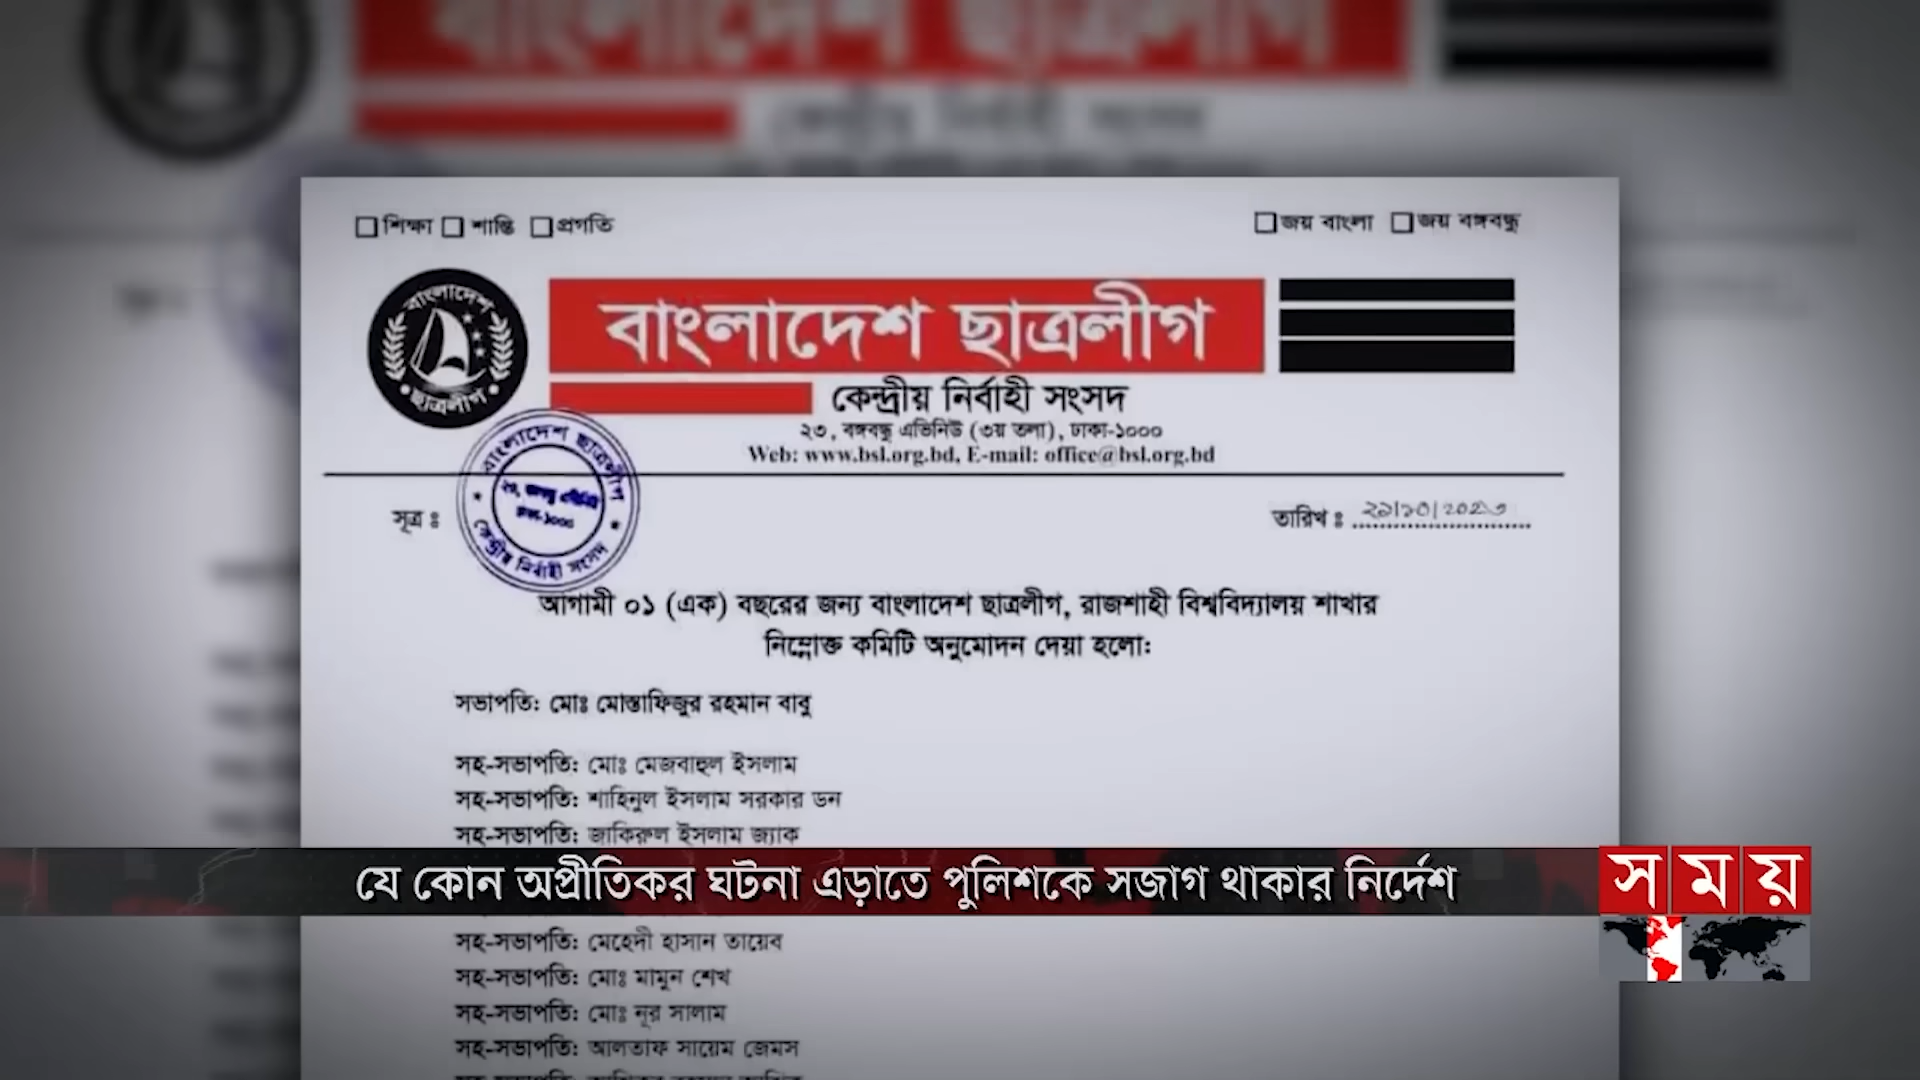 শিক্ষা শান্তি প্রগতি
জয় বাংলা জয় বঙ্গবন্ধু
বাংলাদেশ ছাত্রলীগ
বাংলাদেশ
ছাত্রলীগ
কেন্দ্রীয় নির্বাহী সংসদ
২৩, বঙ্গবন্ধু এভিনিউ (৩য় তলা), ঢাকা-১০০০
Web: www.bsl.org.bd, E-mail: office@bsl.org.bd
বাংলাদেশ ছাত্রলীগ
কেন্দ্রীয় নির্বাহী সংসদ
সূত্র ঃ
তারিখ ঃ
আগামী ০১ (এক) বছরের জন্য বাংলাদেশ ছাত্রলীগ, রাজশাহী বিশ্ববিদ্যালয় শাখার
নিম্নোক্ত কমিটি অনুমোদন দেয়া হলো:
সভাপতি: মোঃ মোস্তাফিজুর রহমান বাবু
সহ-সভাপতি: মোঃ মেজবাহুল ইসলাম
সহ-সভাপতি: শাহিনুল ইসলাম সরকার ডন
সহ-সভাপতি: জাকিরুল ইসলাম জ্যাক
যে কোন অপ্রীতিকর ঘটনা এড়াতে পুলিশকে সজাগ থাকার নির্দেশ
সময়
সহ-সভাপতি: মেহেদী হাসান তায়েব
সহ-সভাপতি: মোঃ মামুন শেখ
সহ-সভাপতি: মোঃ নূর সালাম
সহ-সভাপতি: আলতাফ সায়েম জেমস